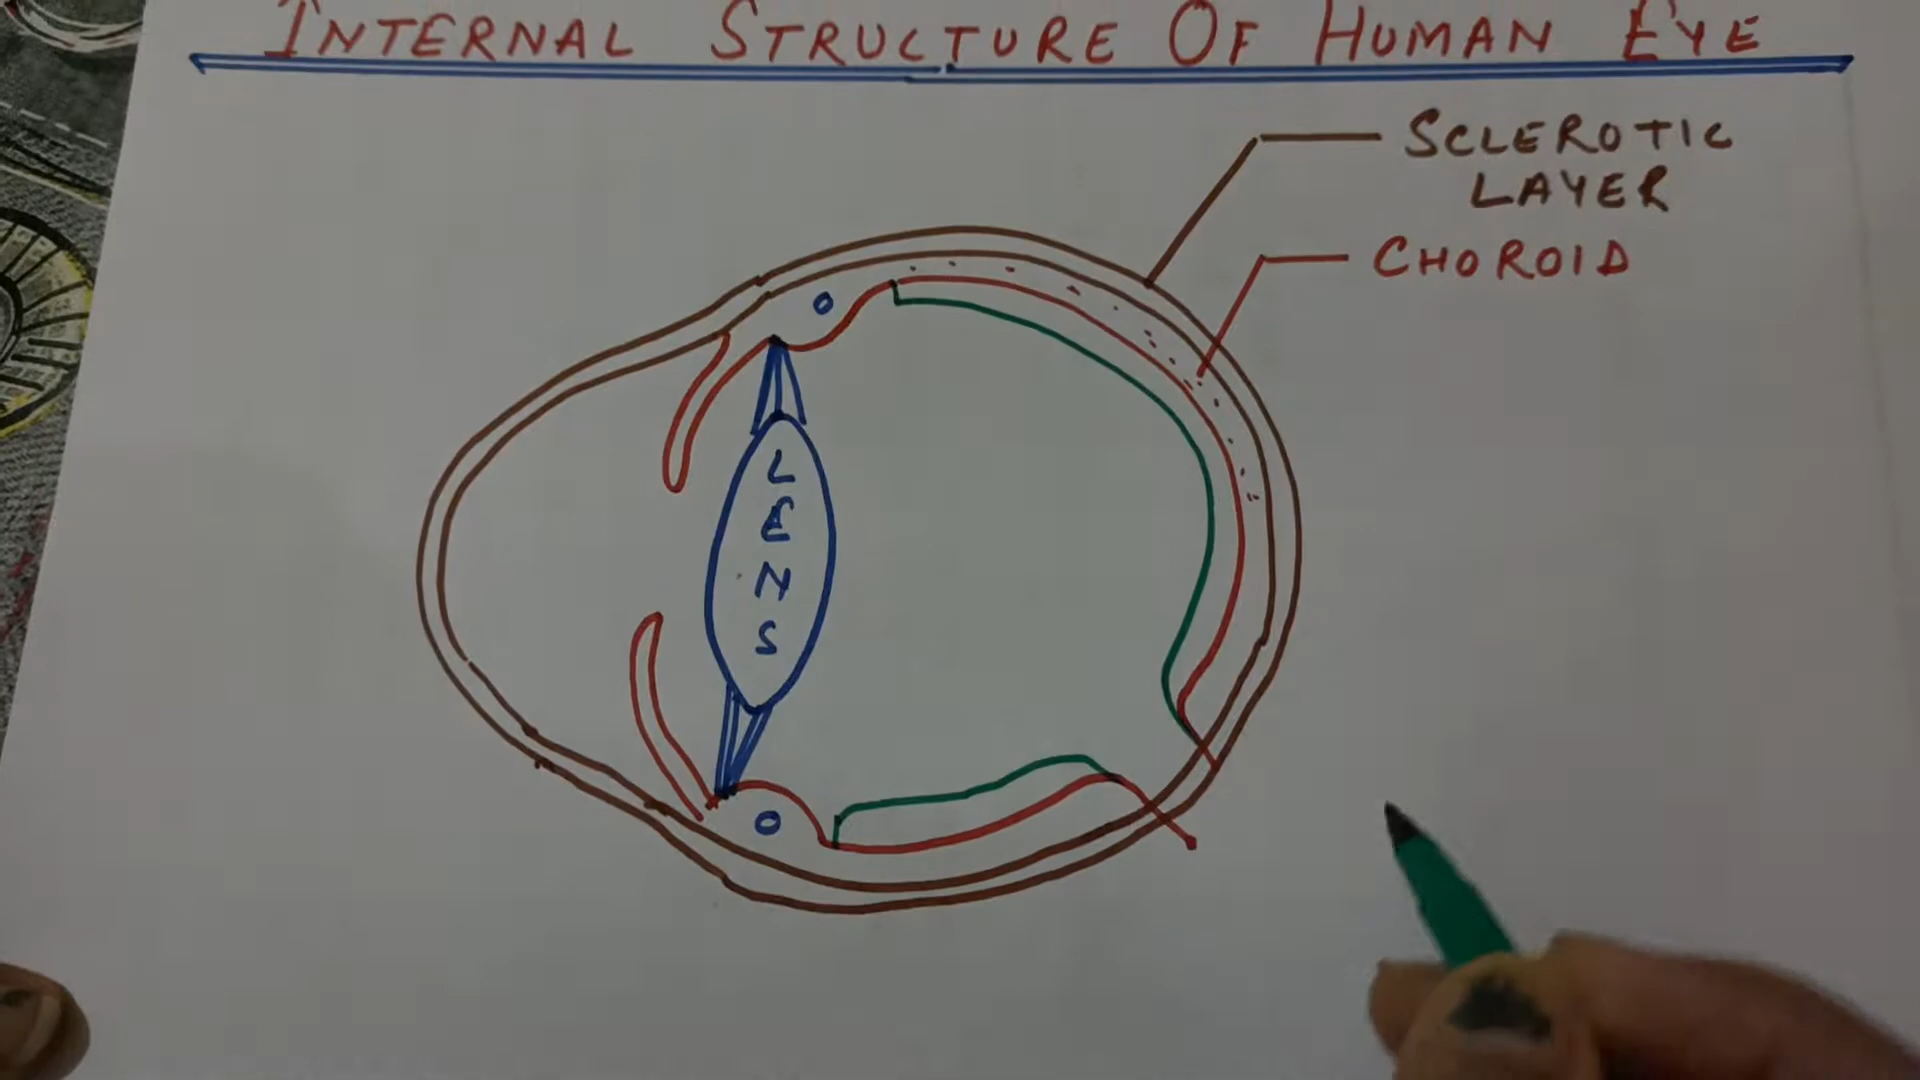 INTERNAL STRUCTURE OF HUMAN EYE
SCLEROTIC
LAYER
CHOROID
LENS